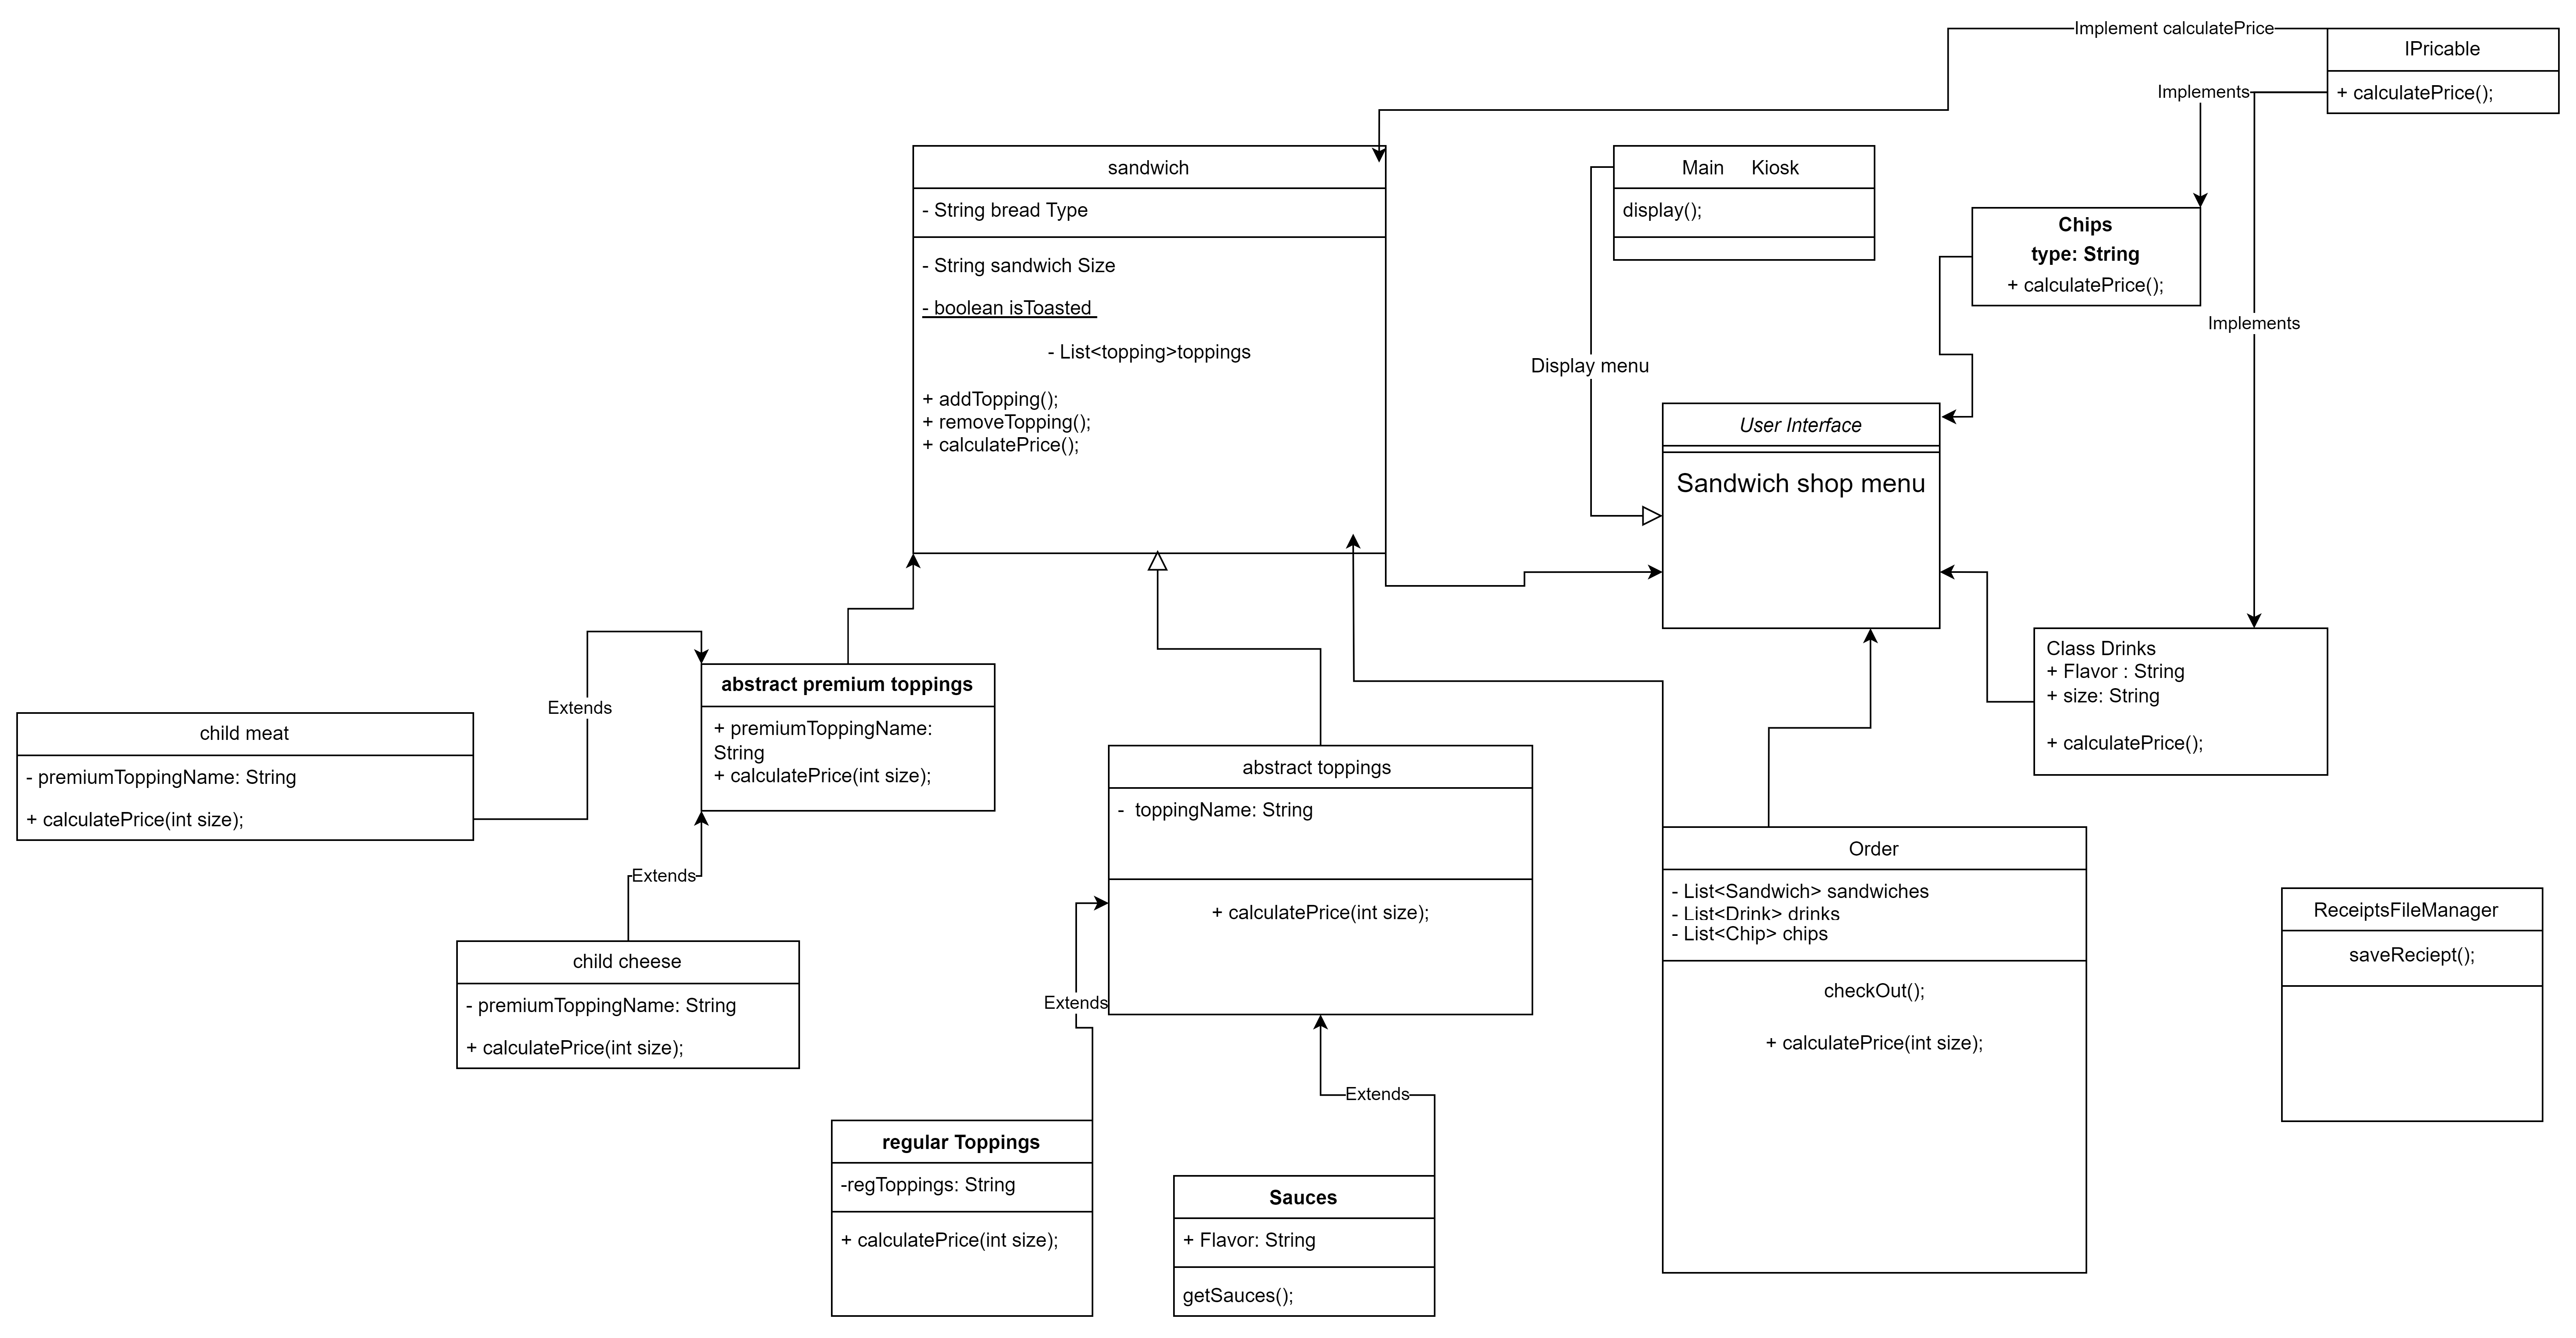 Implement calculatePrice
IPricable
+ calculatePrice();
Implements
sandwich
- String bread Type
- String sandwich Size
- boolean isToasted
- List<topping>toppings
+ addTopping();
+ removeTopping();
+ calculatePrice();
Main Kiosk
display();
Display menu
Chips
type: String
+ calculatePrice();
Implements
User Interface
Sandwich shop menu
Class Drinks
+ Flavor : String
+ size: String
+ calculatePrice();
abstract premium toppings
+ premiumToppingName:
String
+ calculatePrice(int size);
Extends
child meat
- premiumToppingName: String
+ calculatePrice(int size);
Extends
child cheese
- premiumToppingName: String
+ calculatePrice(int size);
abstract toppings
- toppingName: String
+ calculatePrice(int size);
Extends
Extends
regular Toppings
-regToppings: String
+ calculatePrice(int size);
Sauces
+ Flavor: String
getSauces();
Order
- List<Sandwich> sandwiches
- List<Drink> drinks
- List<Chip> chips
checkOut();
+ calculatePrice(int size);
ReceiptsFileManager
saveReciept();